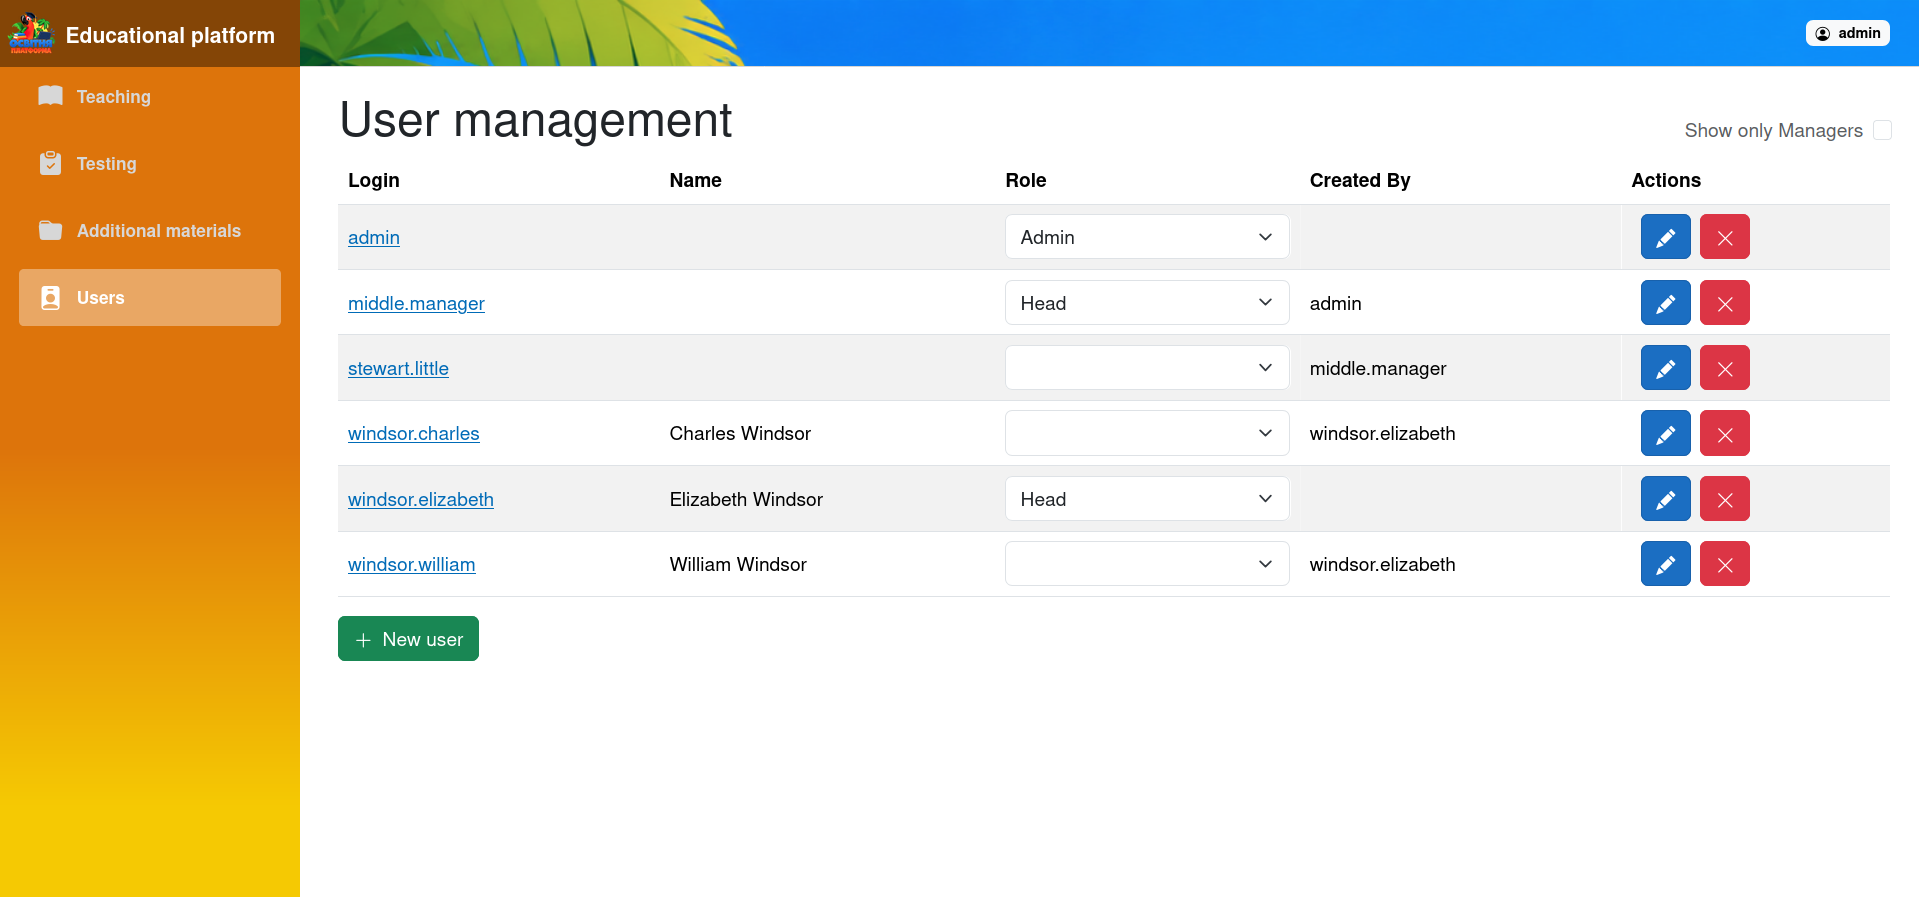 Educational platform
admin
Teaching
Testing
Additional materials
Users
User management
Show only Managers
Login Name Role Created By Actions
admin Admin
middle.manager Head admin
stewart.little middle.manager
windsor.charles Charles Windsor windsor.elizabeth
windsor.elizabeth Elizabeth Windsor Head
windsor.william William Windsor windsor.elizabeth
New user